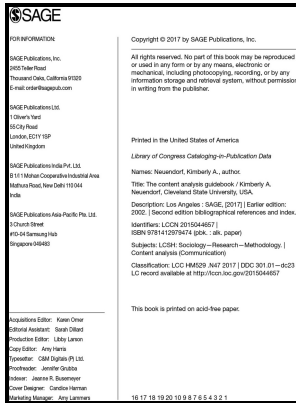 SAGE
FOR INFORMATION:
SAGE Publications, Inc.
2455 Teller Road
Thousand Oaks, California 91320
E-mail: order@sagepub.com
SAGE Publications Ltd.
1 Oliver's Yard
55 City Road
London, EC1Y 1SP
United Kingdom
SAGE Publications India Pvt. Ltd.
B 1/I 1 Mohan Cooperative Industrial Area
Mathura Road, New Delhi 110 044
India
SAGE Publications Asia-Pacific Pte. Ltd.
3 Church Street
#10-04 Samsung Hub
Singapore 049483
Acquisitions Editor: Karen Omer
Editorial Assistant: Sarah Dillard
Production Editor: Libby Larson
Copy Editor: Amy Harris
Typesetter: C&M Digitals (P) Ltd.
Proofreader: Jennifer Grubba
Indexer: Jeanne R. Busemeyer
Cover Designer: Candice Harman
Marketing Manager: Amy Lammers
Copyright © 2017 by SAGE Publications, Inc.
All rights reserved. No part of this book may be reproduced
or used in any form or by any means, electronic or
mechanical, including photocopying, recording, or by any
information storage and retrieval system, without permission
in writing from the publisher.
Printed in the United States of America
Library of Congress Cataloging-in-Publication Data
Names: Neuendorf, Kimberly A., author.
Title: The content analysis guidebook / Kimberly A.
Neuendorf, Cleveland State University, USA.
Description: Los Angeles : SAGE, [2017] | Earlier edition:
2002. | Second edition bibliographical references and index.
Identifiers: LCCN 2015044657 |
ISBN 9781412979474 (pbk. : alk. paper)
Subjects: LCSH: Sociology—Research—Methodology. |
Content analysis (Communication)
Classification: LCC HM529 .N47 2017 | DDC 301.01—dc23
LC record available at http://lccn.loc.gov/2015044657
This book is printed on acid-free paper.
16 17 18 19 20 10 9 8 7 6 5 4 3 2 1